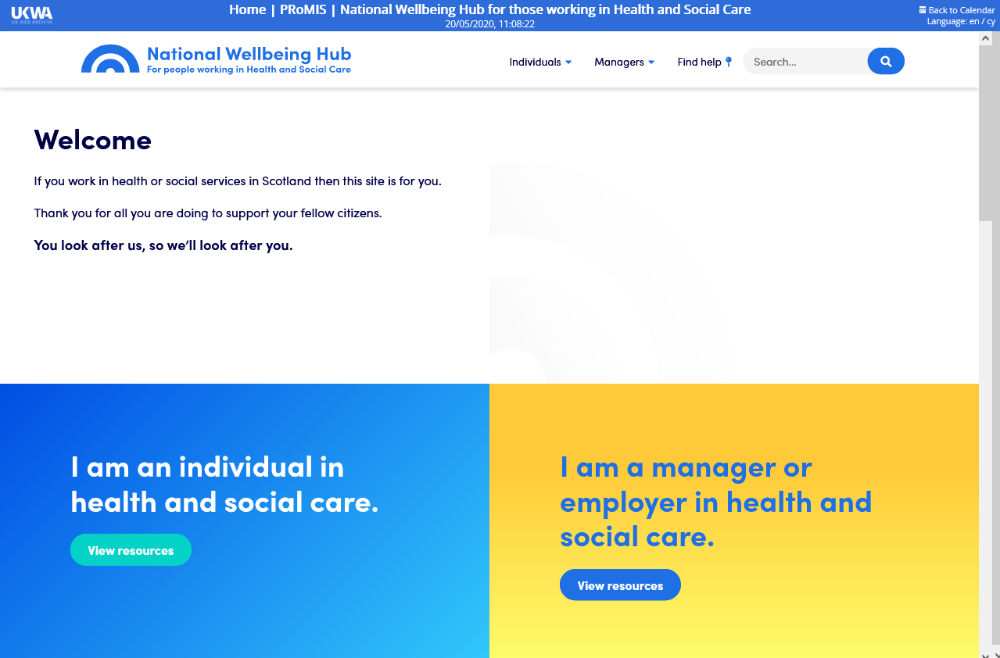 UKWA
UK WEB ARCHIVE
Home | PRoMIS | National Wellbeing Hub for those working in Health and Social Care
20/05/2020, 11:08:22
Back to Calendar
Language: en / cy
National Wellbeing Hub
For people working in Health and Social Care
Individuals
Managers
Find help
Search...
Welcome
If you work in health or social services in Scotland then this site is for you.
Thank you for all you are doing to support your fellow citizens.
You look after us, so we’ll look after you.
I am an individual in
health and social care.
View resources
I am a manager or
employer in health and
social care.
View resources